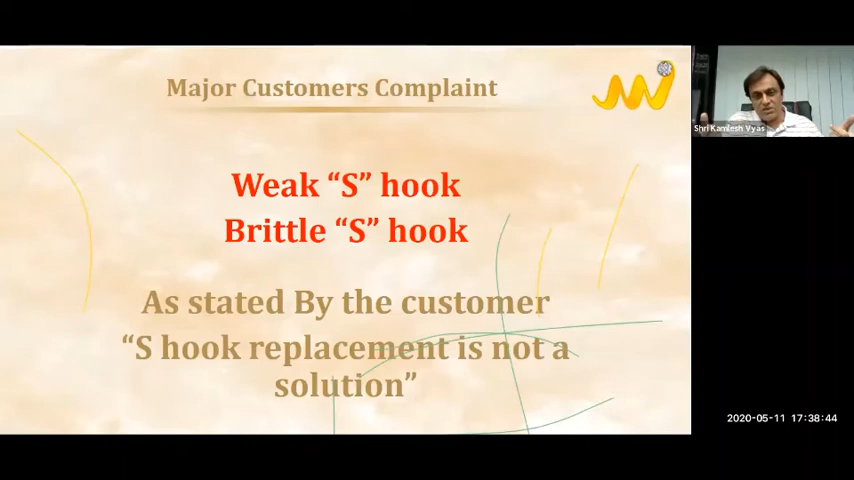 Major Customers Complaint
Weak “S” hook
Brittle “S” hook
As stated By the customer
“S hook replacement is not a
solution”
Shri Kamlesh Vyas
2020-05-11 17:38:44